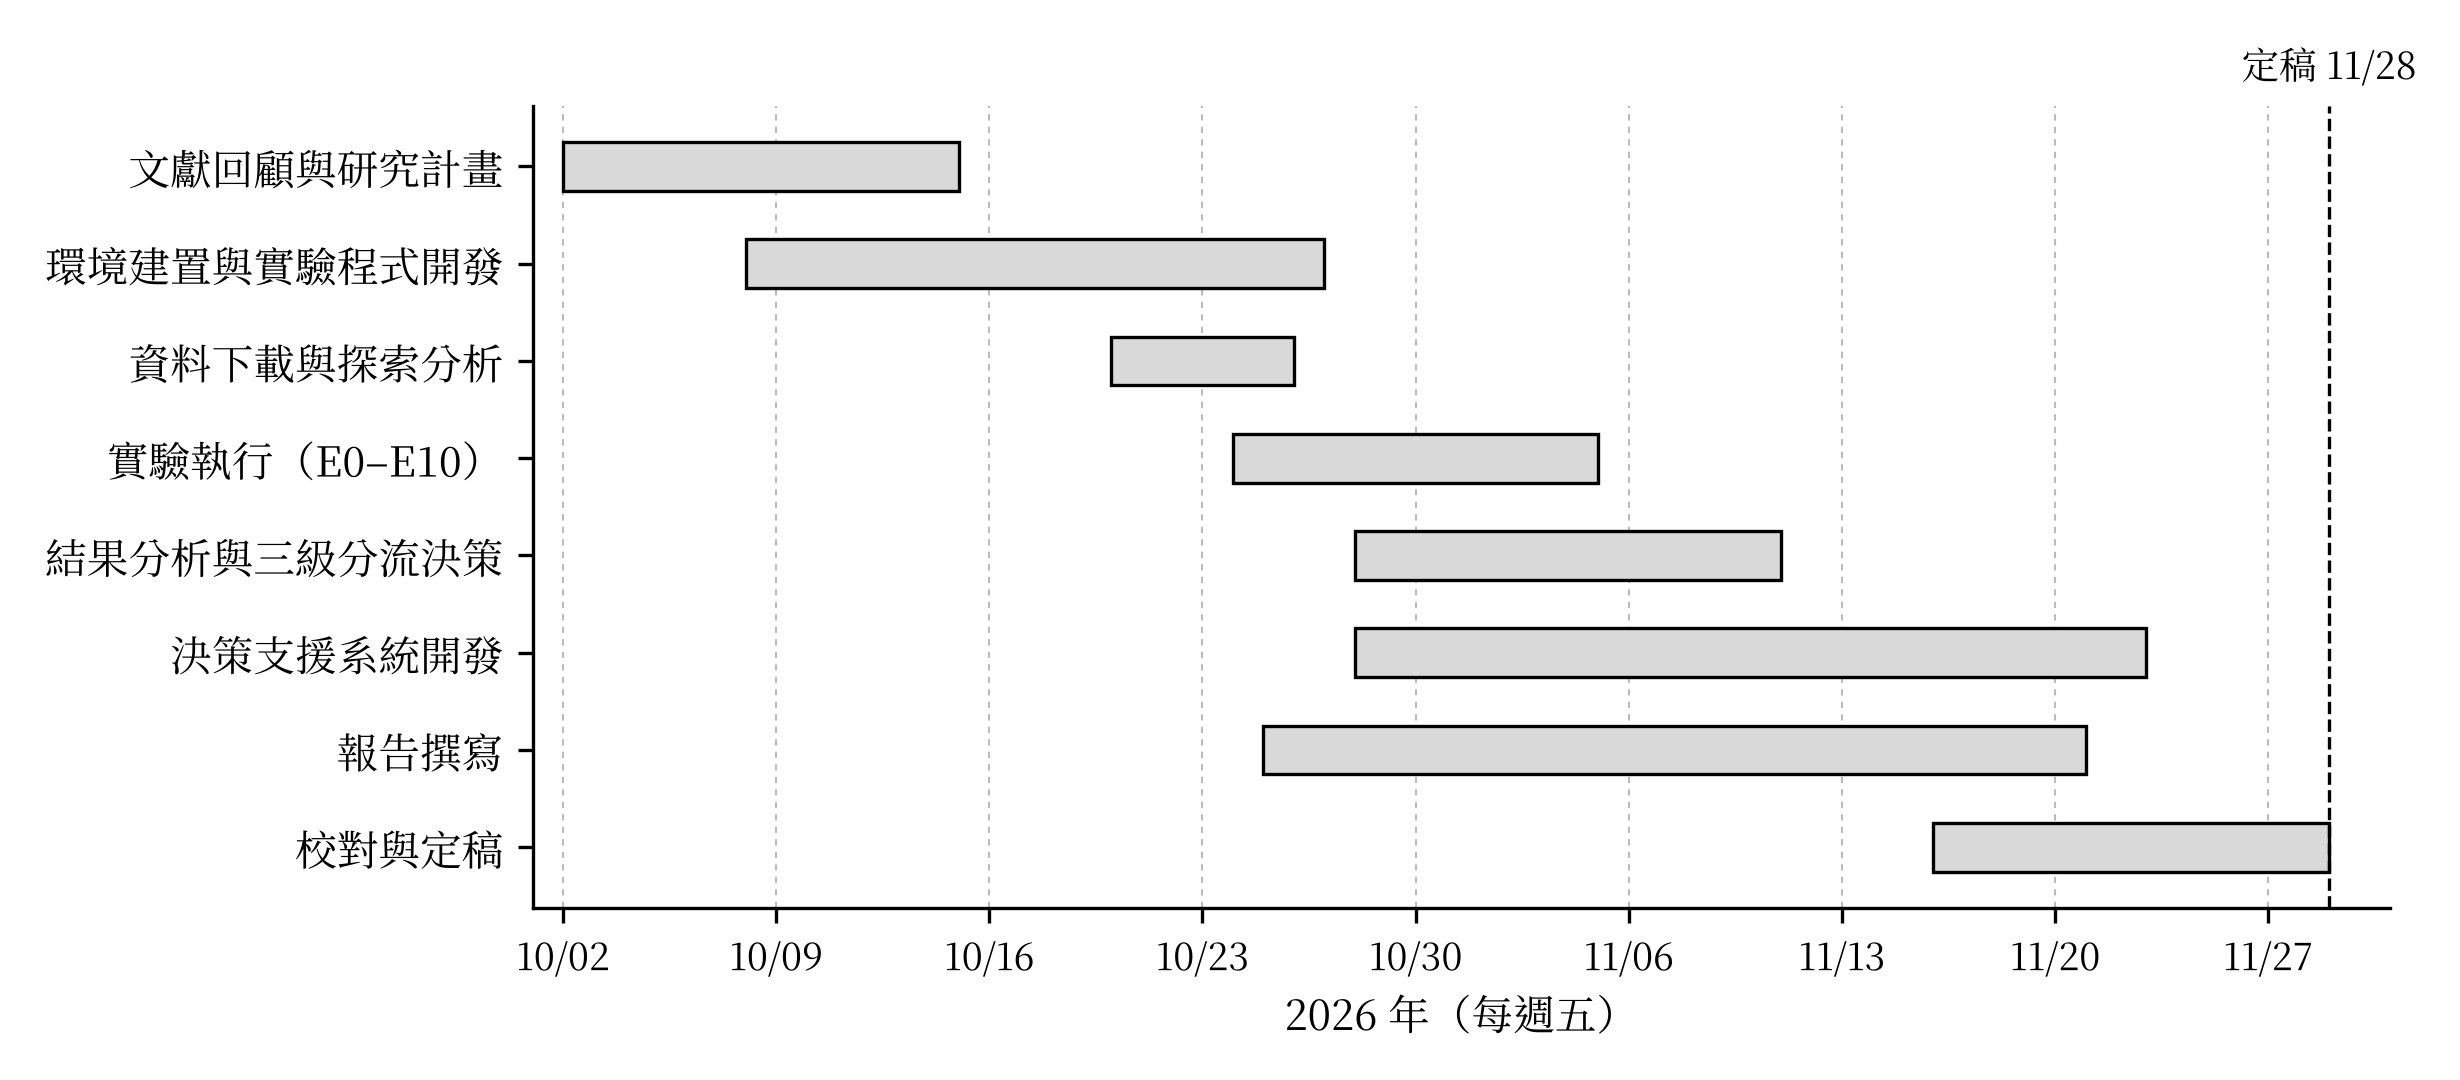 定稿 11/28
文獻回顧與研究計畫
環境建置與實驗程式開發
資料下載與探索分析
實驗執行（E0–E10）
結果分析與三級分流決策
決策支援系統開發
報告撰寫
校對與定稿
10/02 10/09 10/16 10/23 10/30 11/06 11/13 11/20 11/27
2026 年（每週五）